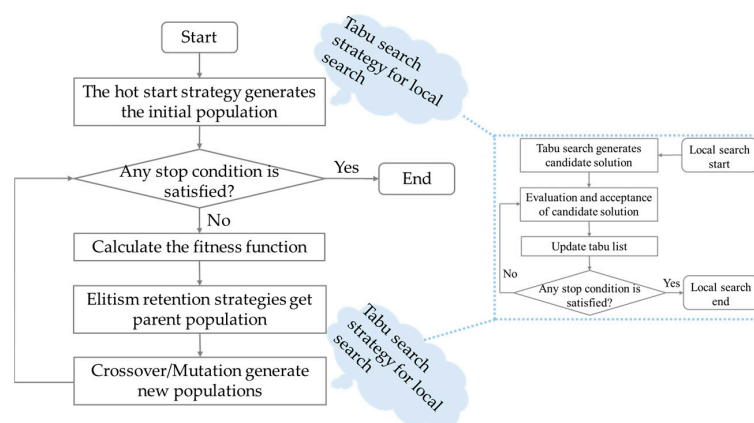 Start
The hot start strategy generates
the initial population
Any stop condition is
satisfied?
Yes
End
No
Calculate the fitness function
Elitism retention strategies get
parent population
Crossover/Mutation generate
new populations
Tabu search
strategy for local
search
Tabu search
strategy for local
search
Tabu search generates
candidate solution
Local search
start
Evaluation and acceptance
of candidate solution
Update tabu list
No
Any stop condition is
satisfied?
Yes
Local search
end